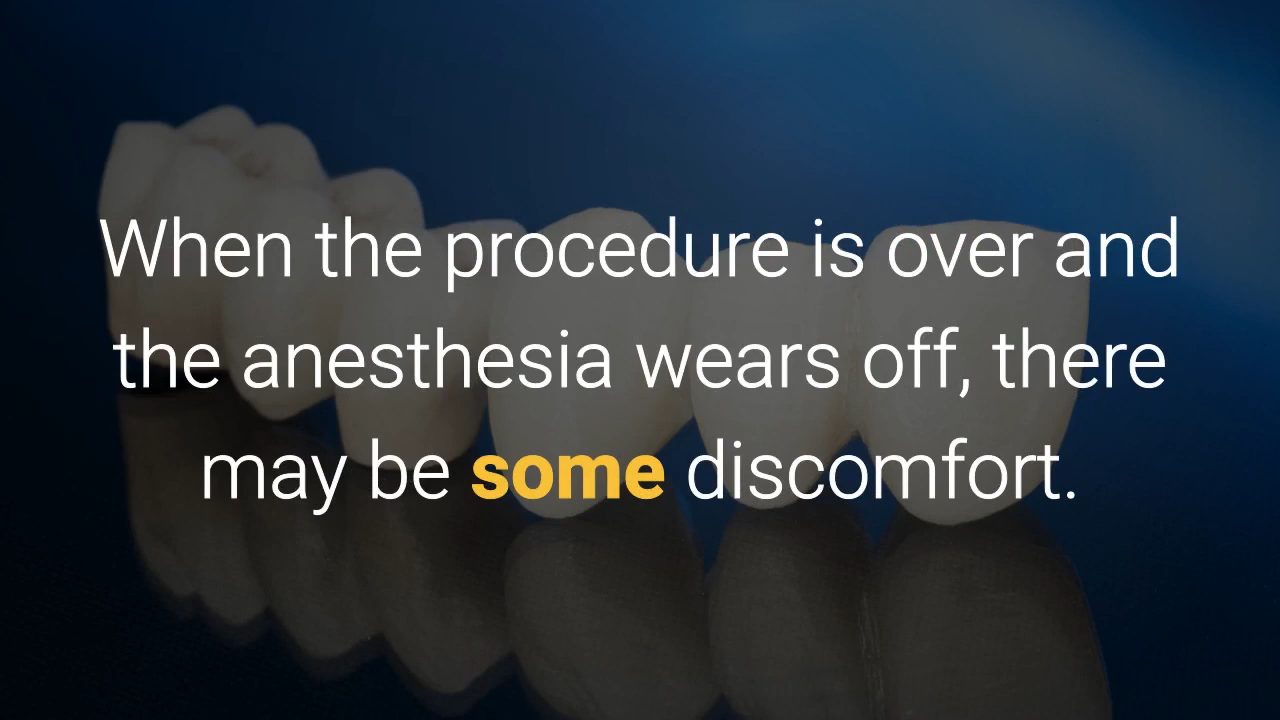 When the procedure is over and
the anesthesia wears off, there
may be some discomfort.